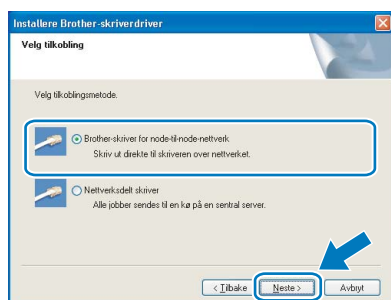 Installere Brother-skriverdriver
Velg tilkobling
Velg tilkoblingsmetode.
Brother-skriver for node-til-node-nettverk
Skriv ut direkte til skriveren over nettverket.
Nettverksdelt skriver
Alle jobber sendes til en kø på en sentral server.
< Tilbake Neste > Avbryt